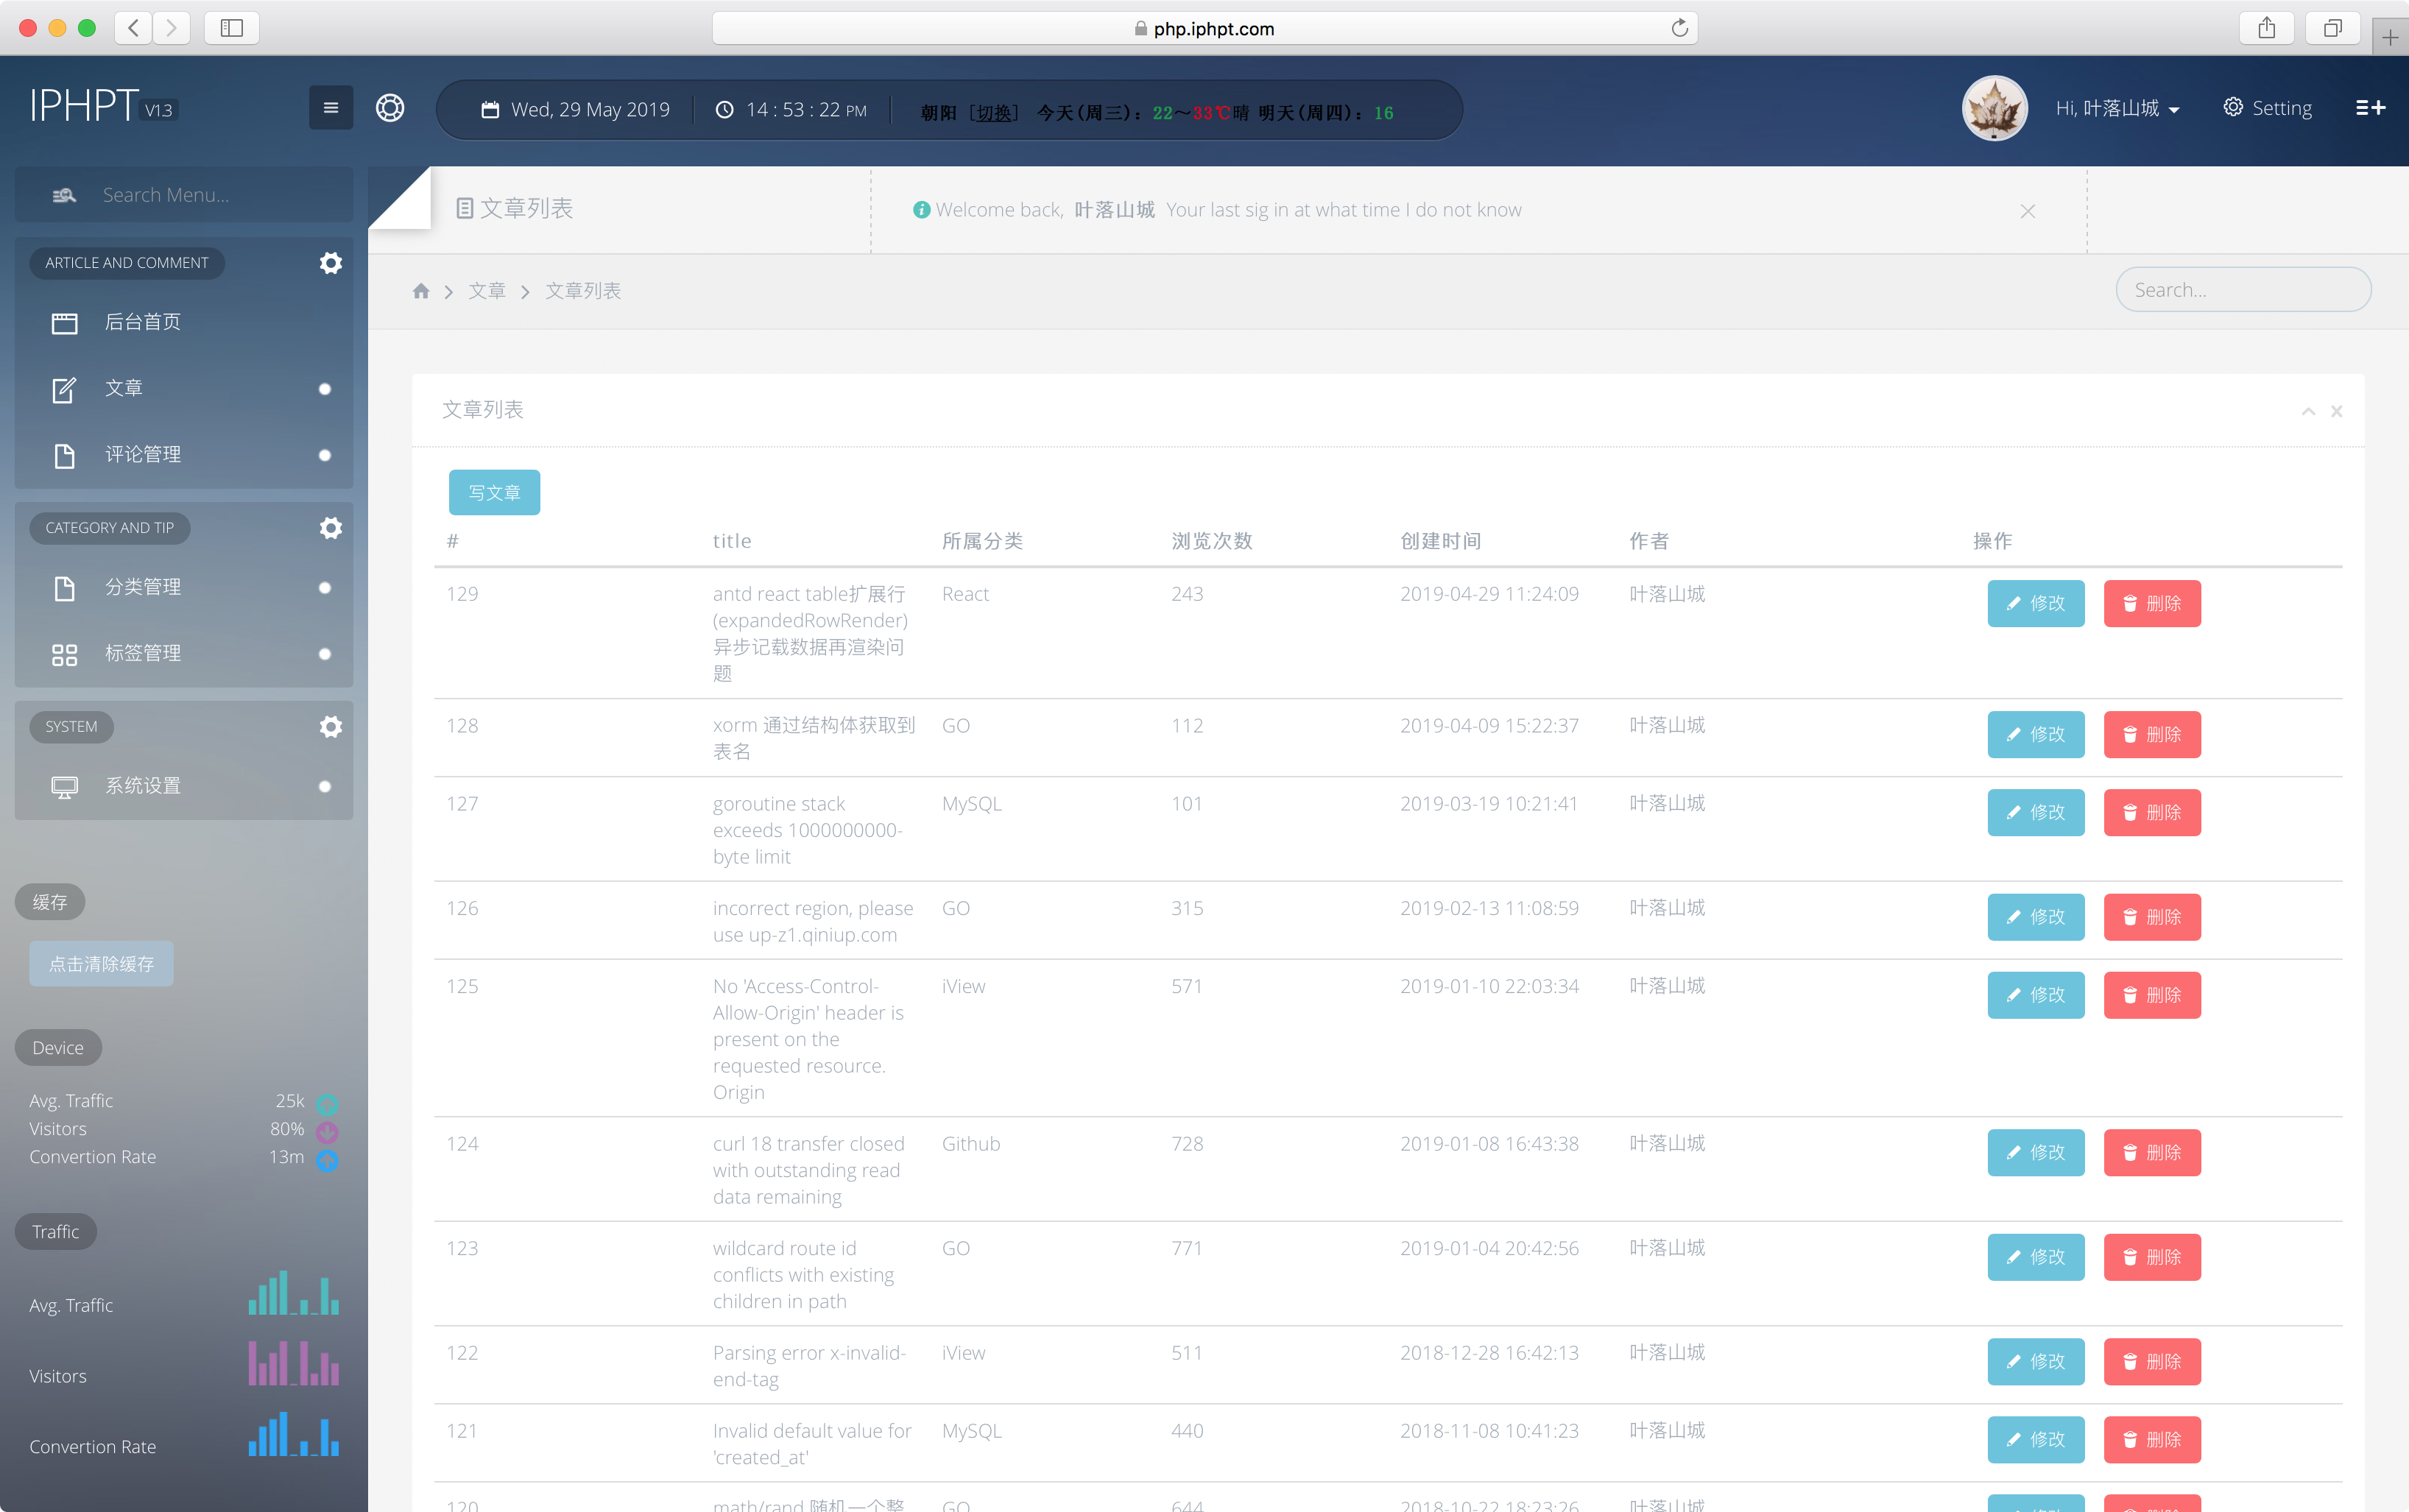 php.iphpt.com
IPHPT V13
Wed, 29 May 2019
14 : 53 : 22 PM
朝阳 [切换] 今天(周三)：22～33℃晴 明天(周四)：16
Hi, 叶落山城
Setting
Search Menu...
ARTICLE AND COMMENT
后台首页
文章
评论管理
CATEGORY AND TIP
分类管理
标签管理
SYSTEM
系统设置
缓存
点击清除缓存
Device
Avg. Traffic 25k
Visitors 80%
Convertion Rate 13m
Traffic
Avg. Traffic
Visitors
Convertion Rate
文章列表
Welcome back, 叶落山城 Your last sig in at what time I do not know
文章 文章列表
Search...
文章列表
写文章
# title 所属分类 浏览次数 创建时间 作者 操作
129 antd react table扩展行 React 243 2019-04-29 11:24:09 叶落山城 修改 删除
(expandedRowRender)
异步记载数据再渲染问
题
128 xorm 通过结构体获取到 GO 112 2019-04-09 15:22:37 叶落山城 修改 删除
表名
127 goroutine stack MySQL 101 2019-03-19 10:21:41 叶落山城 修改 删除
exceeds 1000000000-
byte limit
126 incorrect region, please GO 315 2019-02-13 11:08:59 叶落山城 修改 删除
use up-z1.qiniup.com
125 No 'Access-Control- iView 571 2019-01-10 22:03:34 叶落山城 修改 删除
Allow-Origin' header is
present on the
requested resource.
Origin
124 curl 18 transfer closed Github 728 2019-01-08 16:43:38 叶落山城 修改 删除
with outstanding read
data remaining
123 wildcard route id GO 771 2019-01-04 20:42:56 叶落山城 修改 删除
conflicts with existing
children in path
122 Parsing error x-invalid- iView 511 2018-12-28 16:42:13 叶落山城 修改 删除
end-tag
121 Invalid default value for MySQL 440 2018-11-08 10:41:23 叶落山城 修改 删除
'created_at'
120 math/rand 随机一个整 GO 644 2018-10-22 18:23:26 叶落山城